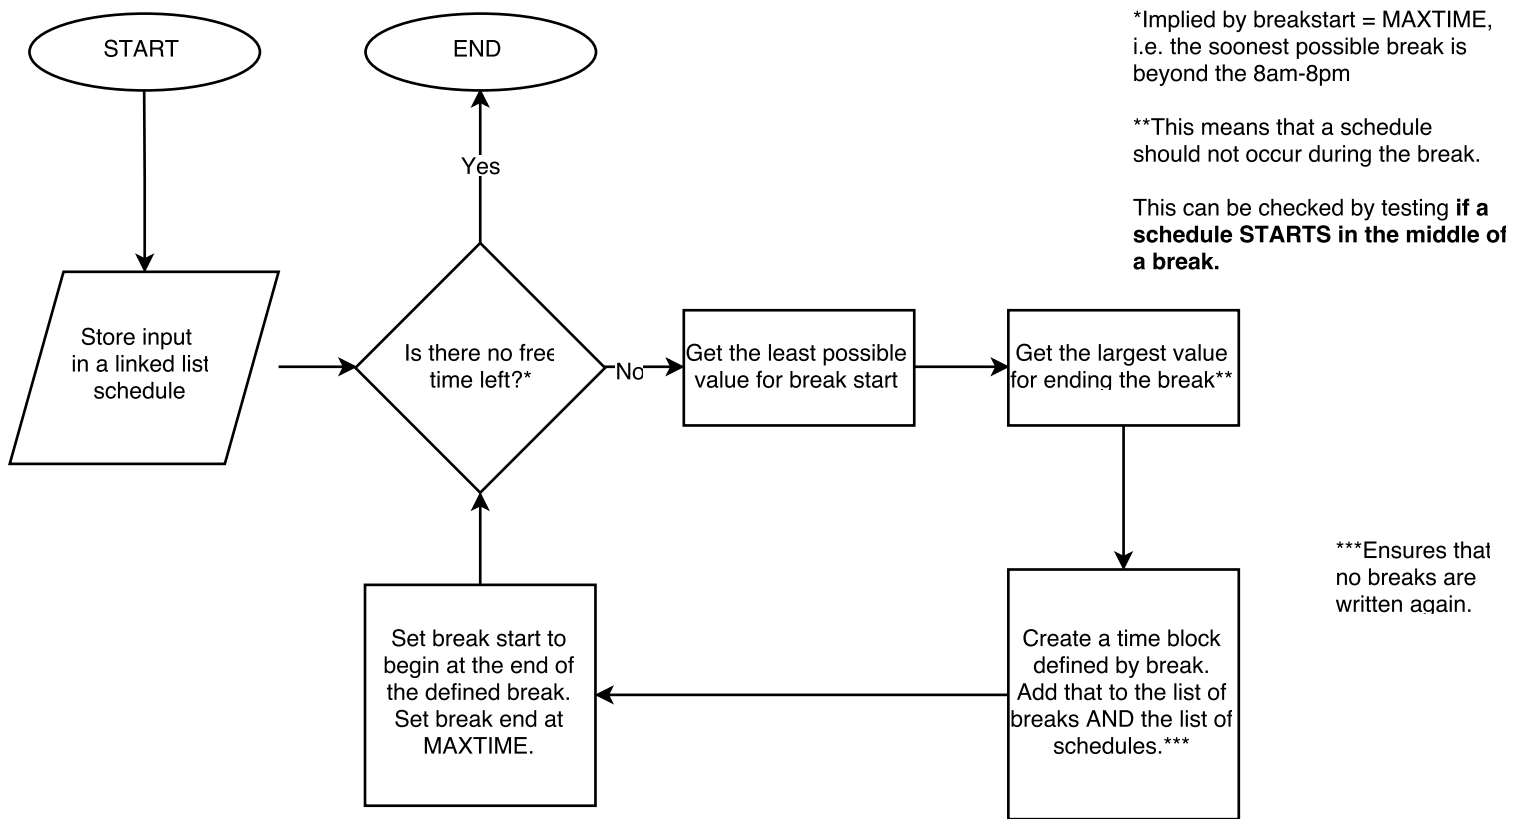 START
END
*Implied by breakstart = MAXTIME,
i.e. the soonest possible break is
beyond the 8am-8pm
**This means that a schedule
should not occur during the break.
This can be checked by testing if a
schedule STARTS in the middle of
a break.
Yes
Store input
in a linked list
schedule
Is there no free
time left?*
No
Get the least possible
value for break start
Get the largest value
for ending the break**
***Ensures that
no breaks are
written again.
Set break start to
begin at the end of
the defined break.
Set break end at
MAXTIME.
Create a time block
defined by break.
Add that to the list of
breaks AND the list of
schedules.***